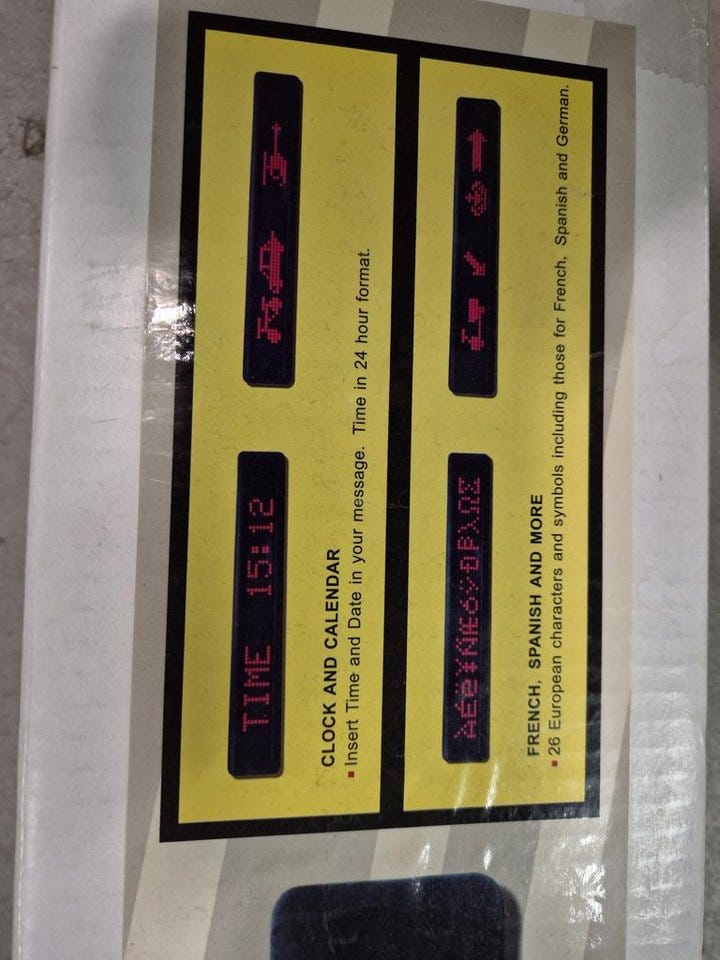 TIME 15:12
CLOCK AND CALENDAR
▪ Insert Time and Date in your message. Time in 24 hour format.
FRENCH, SPANISH AND MORE
▪ 26 European characters and symbols including those for French, Spanish and German.